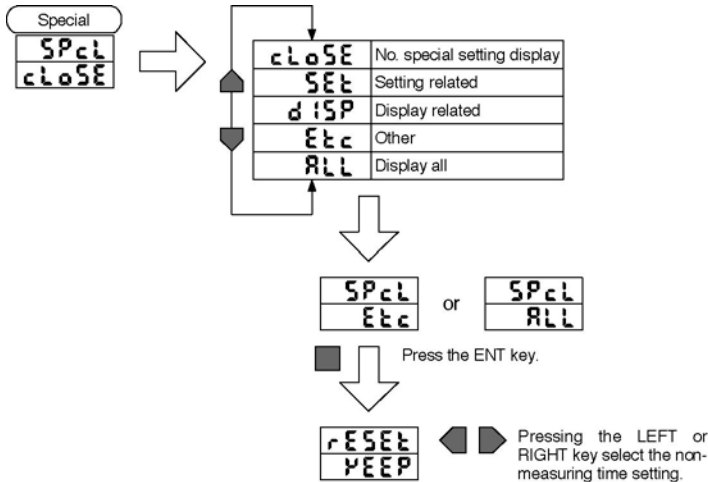 Special
SPcL
cLoSE
cLoSE No. special setting display
SEt Setting related
dISP Display related
Etc Other
ALL Display all
SPcL
Etc
or
SPcL
ALL
Press the ENT key.
rESEt
KEEP
Pressing the LEFT or
RIGHT key select the non-
measuring time setting.